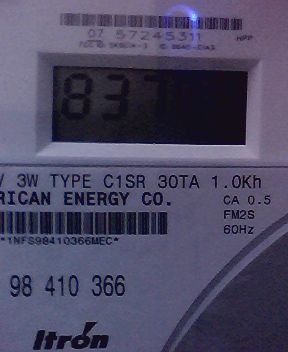 07 57245311 HPP
837
V 3W TYPE C1SR 30TA 1.0Kh
RICAN ENERGY CO.
CA 0.5
FM2S
60Hz
*1NFS98410366MEC*
98 410 366
Itron